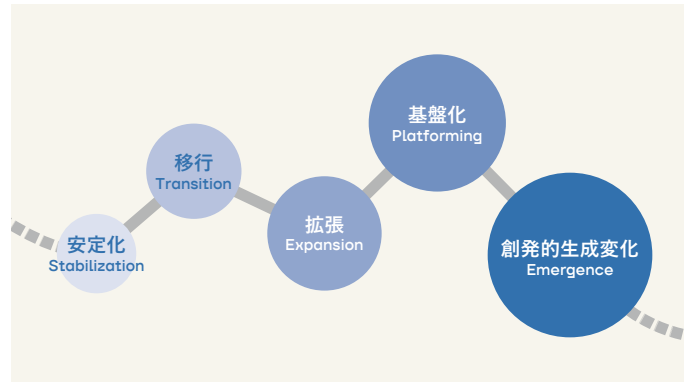 安定化
Stabilization
移行
Transition
拡張
Expansion
基盤化
Platforming
創発的生成変化
Emergence